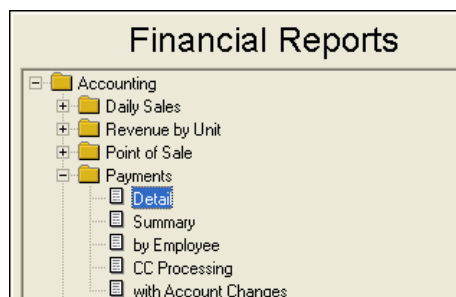 Financial Reports
Accounting
Daily Sales
Revenue by Unit
Point of Sale
Payments
Detail
Summary
by Employee
CC Processing
with Account Changes